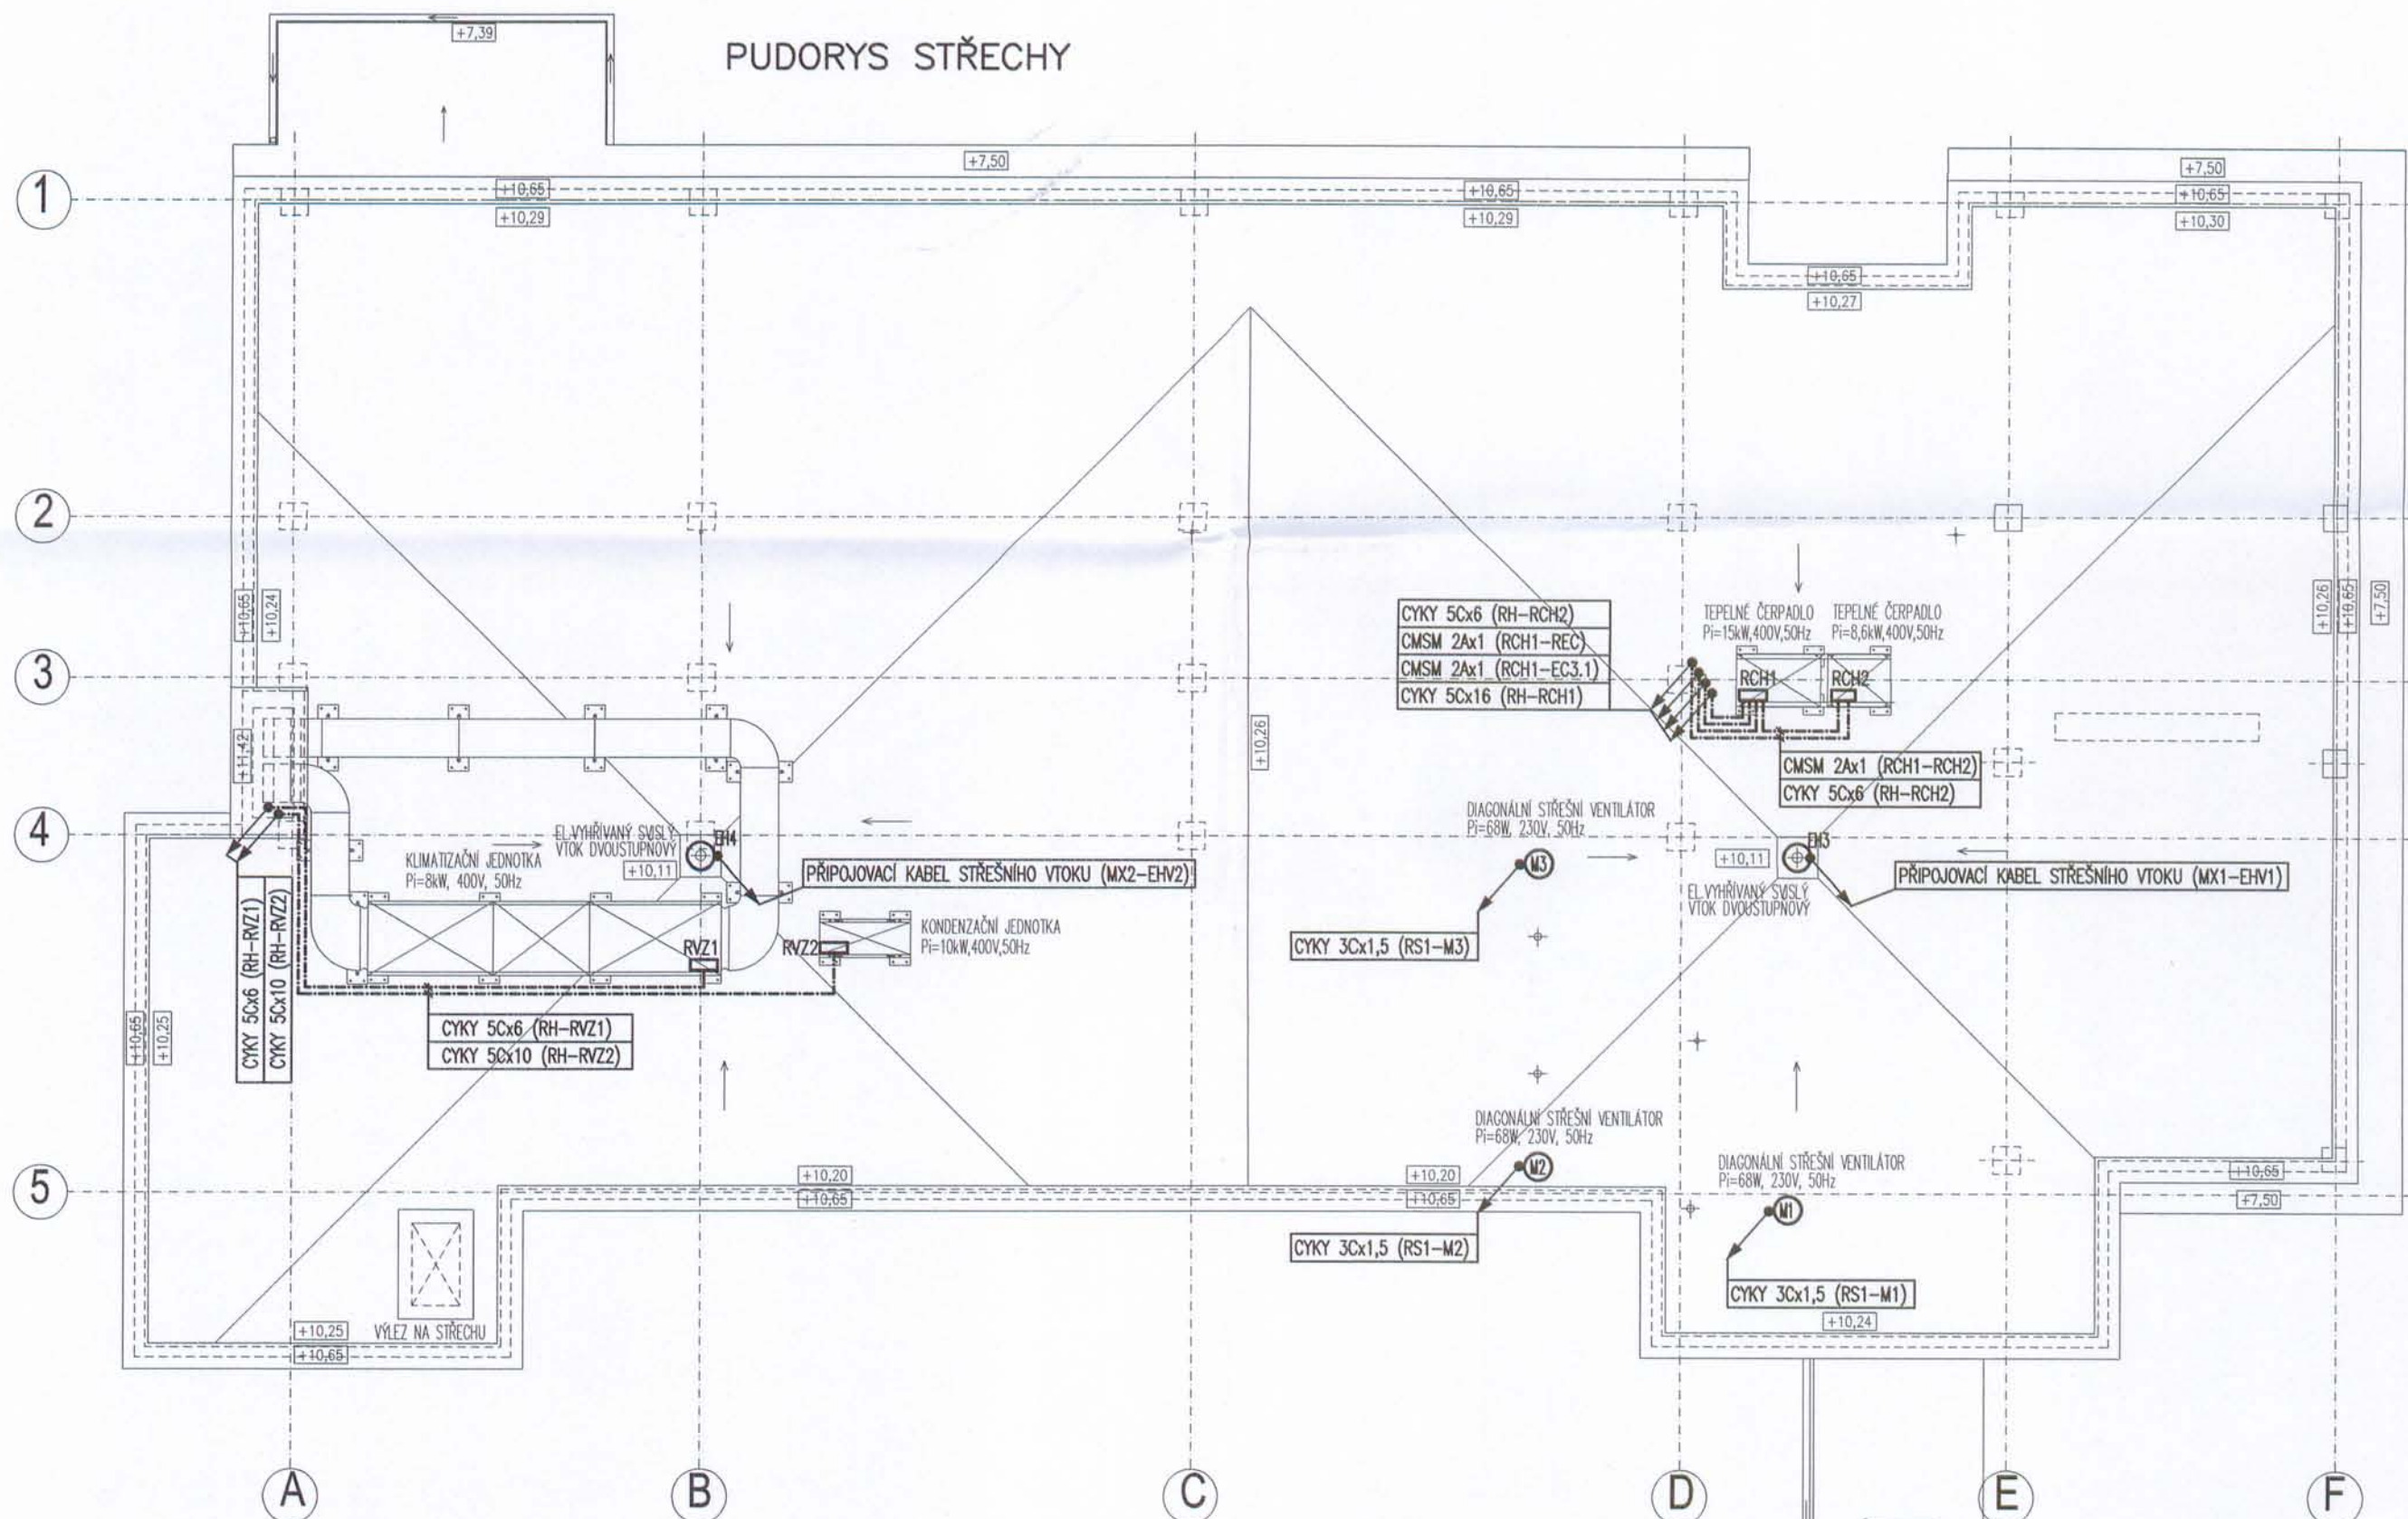 PUDORYS STŘECHY
+7,39
+7,50
+7,50
1
+10,65
+10,29
+10,65
+10,29
+10,65
+10,30
+10,65
+10,27
2
+10,65
+10,24
CYKY 5Cx6 (RH-RCH2)
CMSM 2Ax1 (RCH1-REC)
CMSM 2Ax1 (RCH1-EC3.1)
CYKY 5Cx16 (RH-RCH1)
TEPELNÉ ČERPADLO
Pi=15kW,400V,50Hz
TEPELNÉ ČERPADLO
Pi=8,6kW,400V,50Hz
+10,26
+10,65
+7,50
3
RCH1
RCH2
+11,42
+10,26
CMSM 2Ax1 (RCH1-RCH2)
CYKY 5Cx6 (RH-RCH2)
4
EL.VYHŘÍVANÝ SVISLÝ
VTOK DVOUSTUPŇOVÝ
EH4
+10,11
KLIMATIZAČNÍ JEDNOTKA
Pi=8kW, 400V, 50Hz
PŘIPOJOVACÍ KABEL STŘEŠNÍHO VTOKU (MX2-EHV2)
DIAGONÁLNÍ STŘEŠNÍ VENTILÁTOR
Pi=68W, 230V, 50Hz
M3
+10,11
EH3
PŘIPOJOVACÍ KABEL STŘEŠNÍHO VTOKU (MX1-EHV1)
EL.VYHŘÍVANÝ SVISLÝ
VTOK DVOUSTUPŇOVÝ
CYKY 5Cx6 (RH-RVZ1)
CYKY 5Cx10 (RH-RVZ2)
RVZ1
RVZ2
KONDENZAČNÍ JEDNOTKA
Pi=10kW,400V,50Hz
CYKY 3Cx1,5 (RS1-M3)
+10,65
+10,25
CYKY 5Cx6 (RH-RVZ1)
CYKY 5Cx10 (RH-RVZ2)
DIAGONÁLNÍ STŘEŠNÍ VENTILÁTOR
Pi=68W, 230V, 50Hz
M2
DIAGONÁLNÍ STŘEŠNÍ VENTILÁTOR
Pi=68W, 230V, 50Hz
M1
5
+10,20
+10,65
+10,20
+10,65
+10,65
+7,50
CYKY 3Cx1,5 (RS1-M2)
CYKY 3Cx1,5 (RS1-M1)
+10,25
VÝLEZ NA STŘECHU
+10,65
+10,24
A
B
C
D
E
F